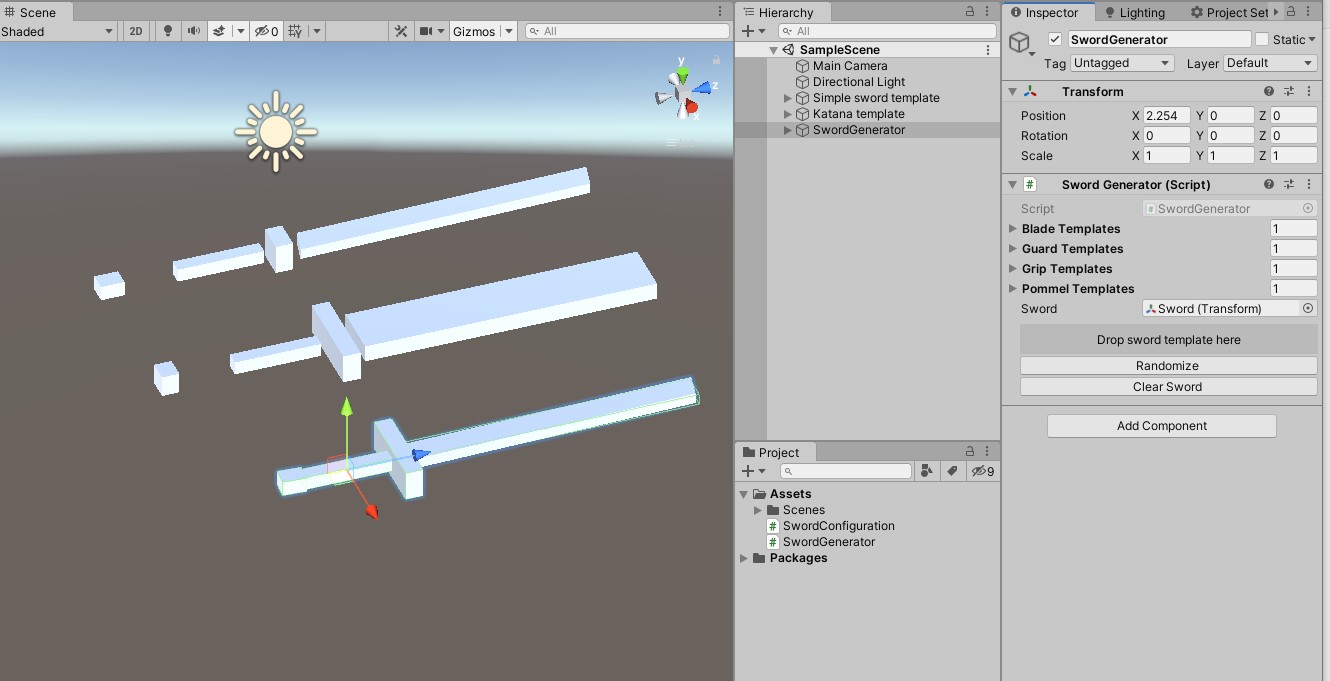 Scene
Shaded
2D
0
Gizmos
All
y
z
x
Hierarchy
All
SampleScene
Main Camera
Directional Light
Simple sword template
Katana template
SwordGenerator
Project
9
Assets
Scenes
SwordConfiguration
SwordGenerator
Packages
Inspector
Lighting
Project Set
SwordGenerator
Static
Tag Untagged Layer Default
Transform
Position X 2.254 Y 0 Z 0
Rotation X 0 Y 0 Z 0
Scale X 1 Y 1 Z 1
# Sword Generator (Script)
Script # SwordGenerator
Blade Templates 1
Guard Templates 1
Grip Templates 1
Pommel Templates 1
Sword Sword (Transform)
Drop sword template here
Randomize
Clear Sword
Add Component